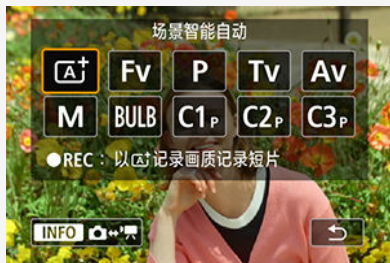 场景智能自动
A+ Fv P Tv Av
M BULB C1P C2P C3P
●REC：以A+记录画质记录短片
INFO